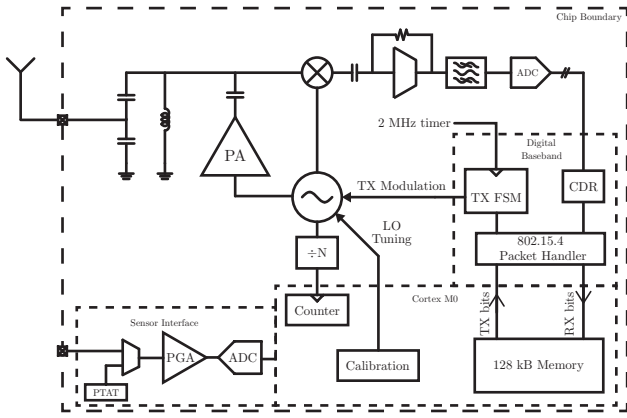 Chip Boundary
ADC
2 MHz timer
Digital
Baseband
PA
TX Modulation
TX FSM
CDR
LO
Tuning
802.15.4
Packet Handler
÷N
Cortex M0
TX bits
RX bits
Counter
Sensor Interface
PGA
ADC
PTAT
Calibration
128 kB Memory